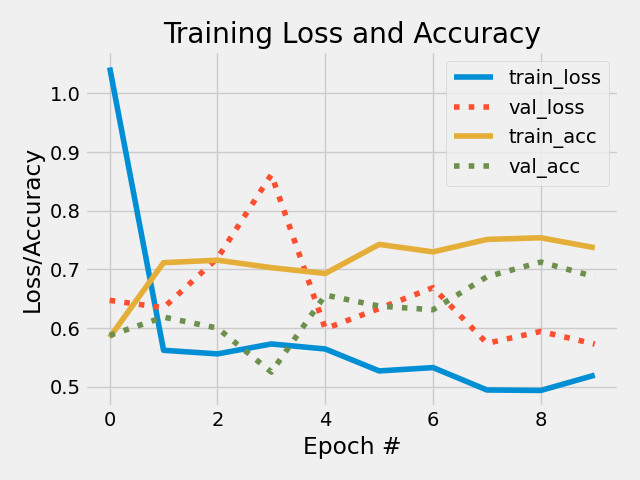 Training Loss and Accuracy
train_loss
val_loss
train_acc
val_acc
Loss/Accuracy
1.0
0.9
0.8
0.7
0.6
0.5
0 2 4 6 8
Epoch #